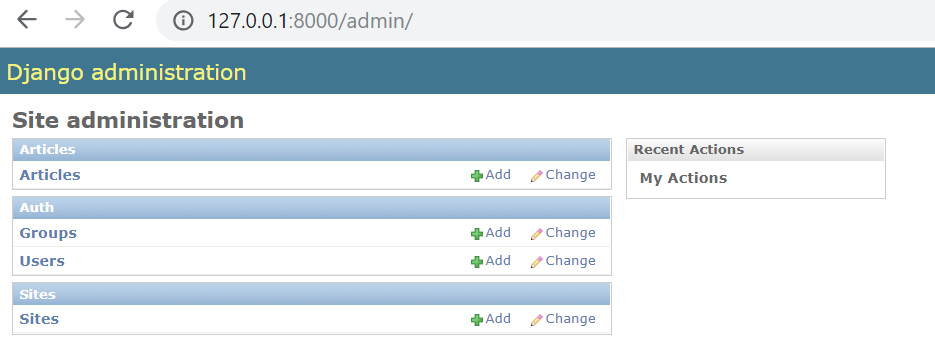 127.0.0.1:8000/admin/
Django administration
Site administration
Articles
Articles Add Change
Auth
Groups Add Change
Users Add Change
Sites
Sites Add Change
Recent Actions
My Actions